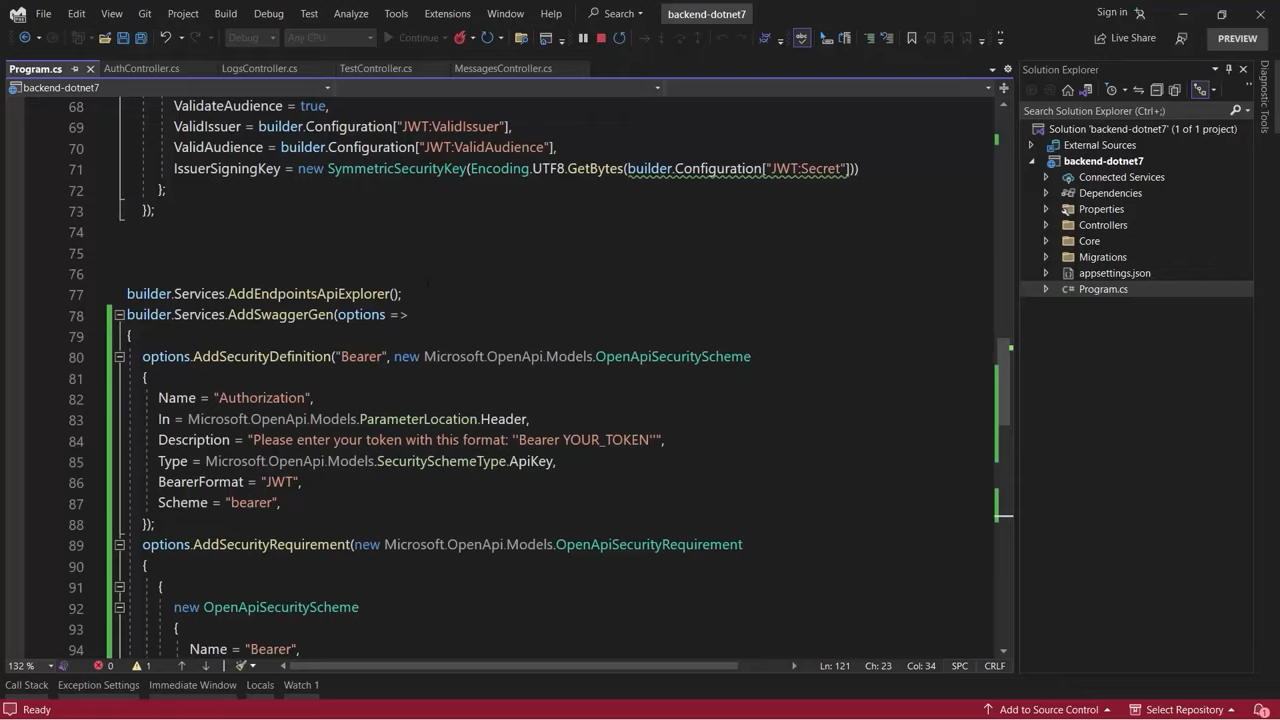 File Edit View Git Project Build Debug Test Analyze Tools Extensions Window Help Search backend-dotnet7 Sign in
Debug Any CPU Continue Live Share PREVIEW
Program.cs AuthController.cs LogsController.cs TestController.cs MessagesController.cs
backend-dotnet7
68 ValidateAudience = true,
69 ValidIssuer = builder.Configuration["JWT:ValidIssuer"],
70 ValidAudience = builder.Configuration["JWT:ValidAudience"],
71 IssuerSigningKey = new SymmetricSecurityKey(Encoding.UTF8.GetBytes(builder.Configuration["JWT:Secret"]))
72 };
73 });
74
75
76
77 builder.Services.AddEndpointsApiExplorer();
78 builder.Services.AddSwaggerGen(options =>
79 {
80 options.AddSecurityDefinition("Bearer", new Microsoft.OpenApi.Models.OpenApiSecurityScheme
81 {
82 Name = "Authorization",
83 In = Microsoft.OpenApi.Models.ParameterLocation.Header,
84 Description = "Please enter your token with this format: ''Bearer YOUR_TOKEN''",
85 Type = Microsoft.OpenApi.Models.SecuritySchemeType.ApiKey,
86 BearerFormat = "JWT",
87 Scheme = "bearer",
88 });
89 options.AddSecurityRequirement(new Microsoft.OpenApi.Models.OpenApiSecurityRequirement
90 {
91 {
92 new OpenApiSecurityScheme
93 {
94 Name = "Bearer",
132 % 0 1 Ln: 121 Ch: 23 Col: 34 SPC CRLF
Solution Explorer
Search Solution Explorer (Ctrl+;)
Solution 'backend-dotnet7' (1 of 1 project)
External Sources
backend-dotnet7
Connected Services
Dependencies
Properties
Controllers
Core
Migrations
appsettings.json
C# Program.cs
Diagnostic Tools
Call Stack Exception Settings Immediate Window Locals Watch 1
Ready Add to Source Control Select Repository 1